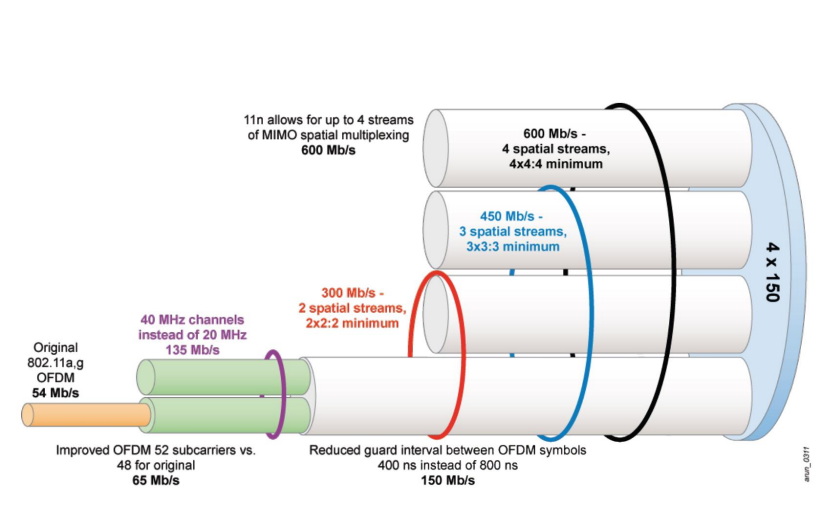 11n allows for up to 4 streams
of MIMO spatial multiplexing
600 Mb/s
600 Mb/s -
4 spatial streams,
4x4:4 minimum
450 Mb/s -
3 spatial streams,
3x3:3 minimum
4 x 150
300 Mb/s -
2 spatial streams,
2x2:2 minimum
40 MHz channels
instead of 20 MHz
135 Mb/s
Original
802.11a,g
OFDM
54 Mb/s
Improved OFDM 52 subcarriers vs.
48 for original
65 Mb/s
Reduced guard interval between OFDM symbols
400 ns instead of 800 ns
150 Mb/s
arun_0311